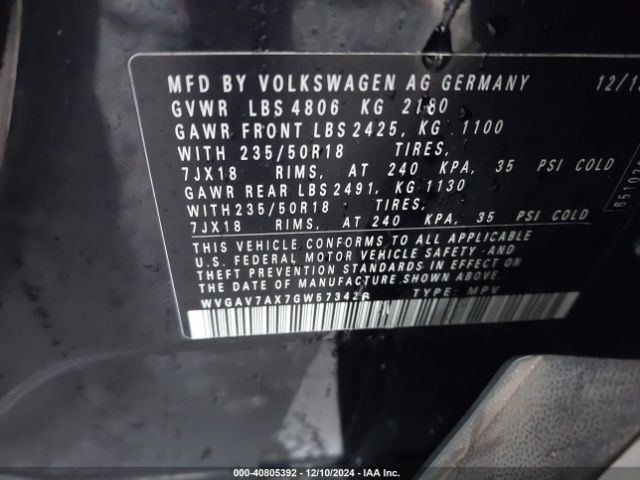 MFD BY VOLKSWAGEN AG GERMANY 12/1
GVWR LBS 4806 KG 2180
GAWR FRONT LBS 2425, KG 1100
WITH 235/50R18 TIRES,
7JX18 RIMS, AT 240 KPA, 35 PSI COLD
GAWR REAR LBS 2491, KG 1130
WITH235/50R18 TIRES,
7JX18 RIMS, AT 240 KPA, 35 PSI COLD
THIS VEHICLE CONFORMS TO ALL APPLICABLE
U.S. FEDERAL MOTOR VEHICLE SAFETY -AND
THEFT PREVENTION STANDARDS IN EFFECT ON
THE DATE OF MANUFACTURE SHOWN ABOVE.
WVGAV7AX7GW573426 TYPE: MPV
000-40805392 — 12/10/2024 — IAA Inc.